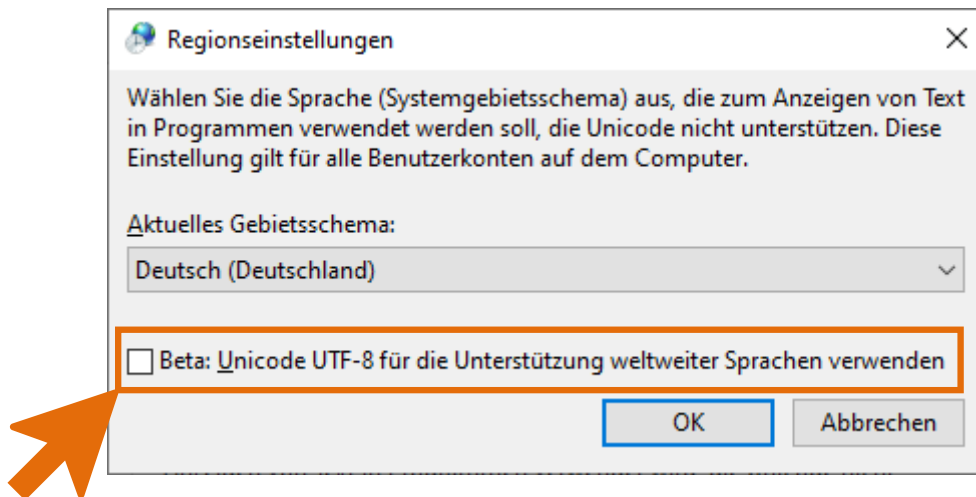 Regionseinstellungen
Wählen Sie die Sprache (Systemgebietsschema) aus, die zum Anzeigen von Text
in Programmen verwendet werden soll, die Unicode nicht unterstützen. Diese
Einstellung gilt für alle Benutzerkonten auf dem Computer.
Aktuelles Gebietsschema:
Deutsch (Deutschland)
Beta: Unicode UTF-8 für die Unterstützung weltweiter Sprachen verwenden
OK
Abbrechen